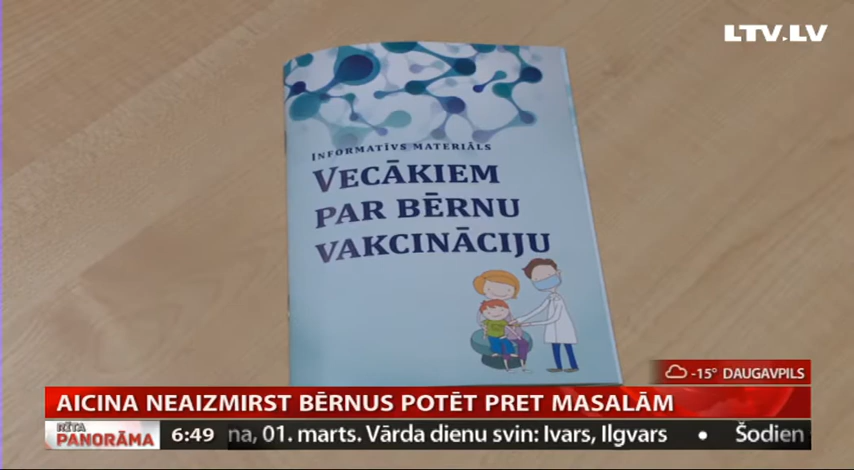 LTV.LV
INFORMATĪVS MATERIĀLS
VECĀKIEM
PAR BĒRNU
VAKCINĀCIJU
-15° DAUGAVPILS
AICINA NEAIZMIRST BĒRNUS POTĒT PRET MASALĀM
RĪTA
PANORĀMA
6:49 na, 01. marts. Vārda dienu svin: Ivars, Ilgvars • Šodien